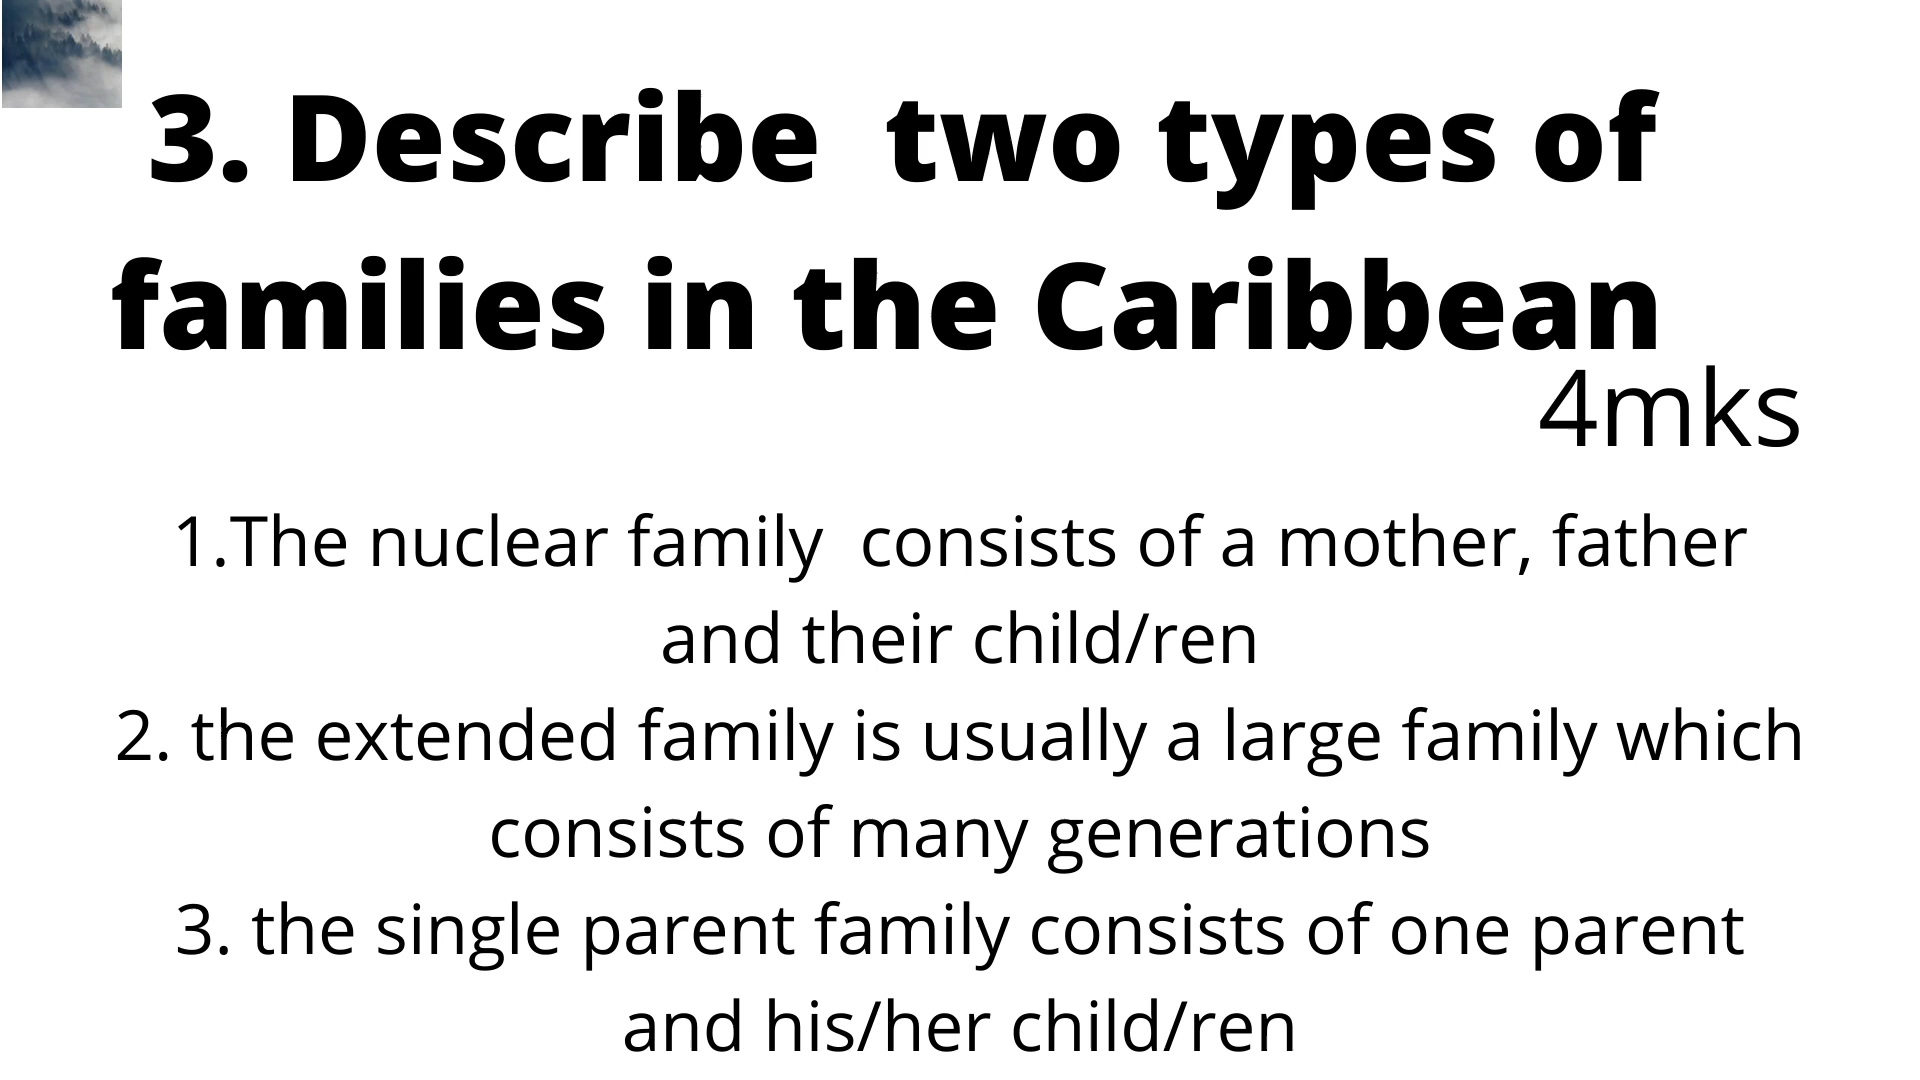 3. Describe  two types of
families in the Caribbean
4mks
1.The nuclear family  consists of a mother, father
and their child/ren
2. the extended family is usually a large family which
consists of many generations
3. the single parent family consists of one parent
and his/her child/ren